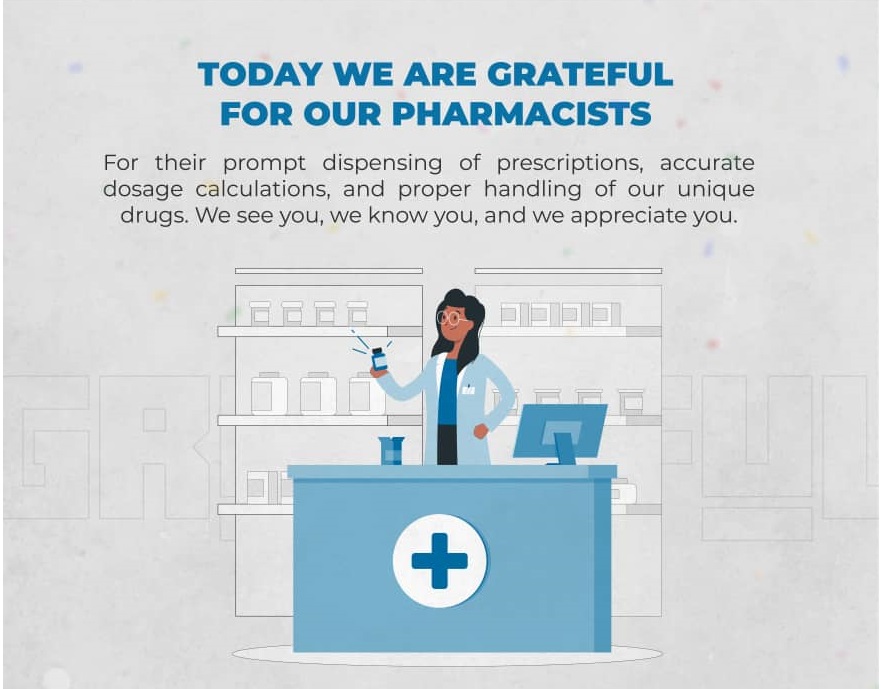 TODAY WE ARE GRATEFUL
FOR OUR PHARMACISTS
For their prompt dispensing of prescriptions, accurate
dosage calculations, and proper handling of our unique
drugs. We see you, we know you, and we appreciate you.